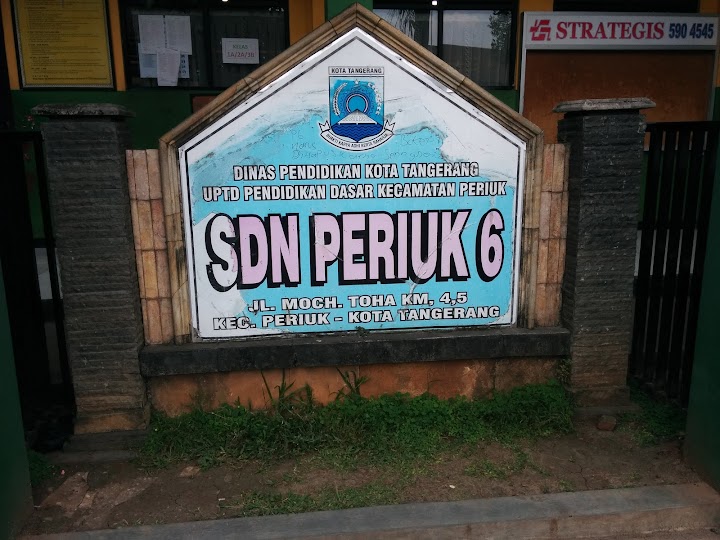 KELAS
STRATEGIS 590 4545
KOTA TANGERANG
DINAS PENDIDIKAN KOTA TANGERANG
UPTD PENDIDIKAN DASAR KECAMATAN PERIUK
SDN PERIUK 6
JL. MOCH. TOHA KM, 4,5
KEC. PERIUK - KOTA TANGERANG